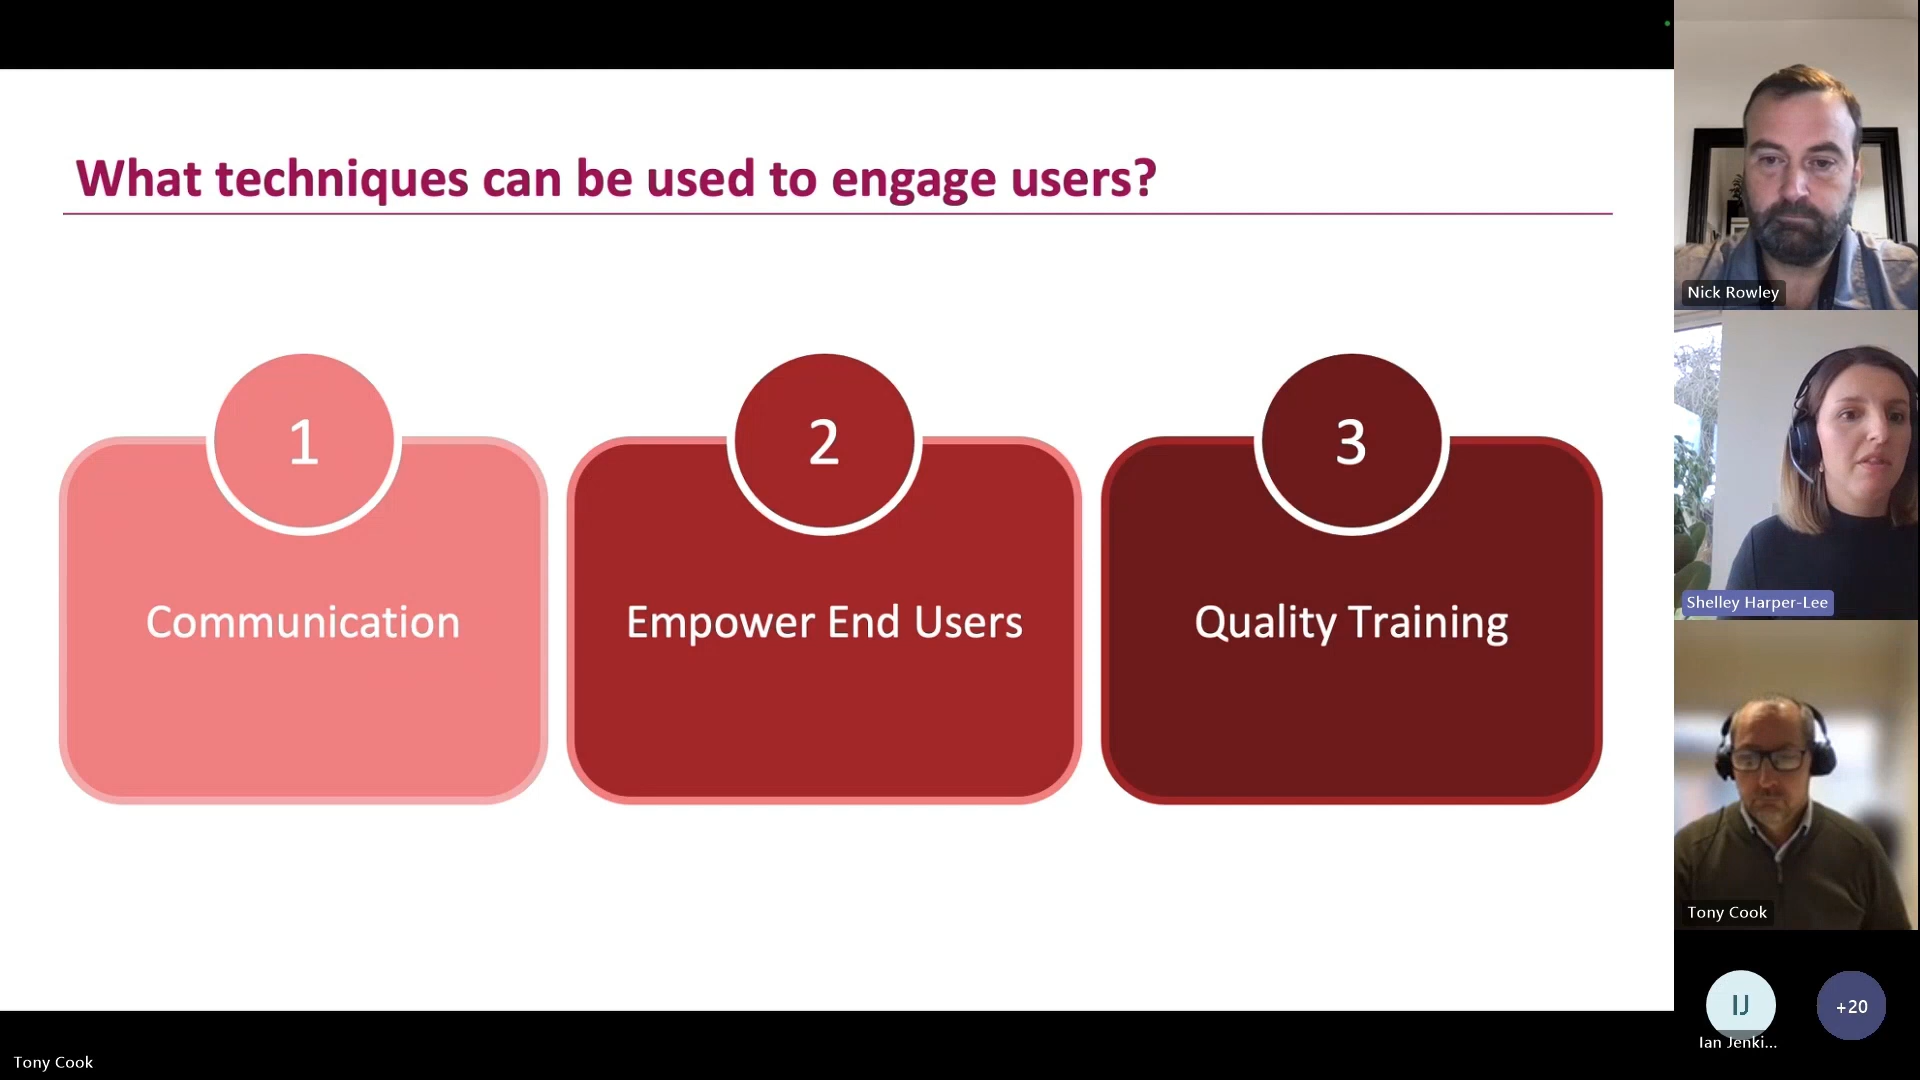 What techniques can be used to engage users?
1
Communication
2
Empower End Users
3
Quality Training
Nick Rowley
Shelley Harper-Lee
Tony Cook
IJ
+20
Ian Jenki...
Tony Cook